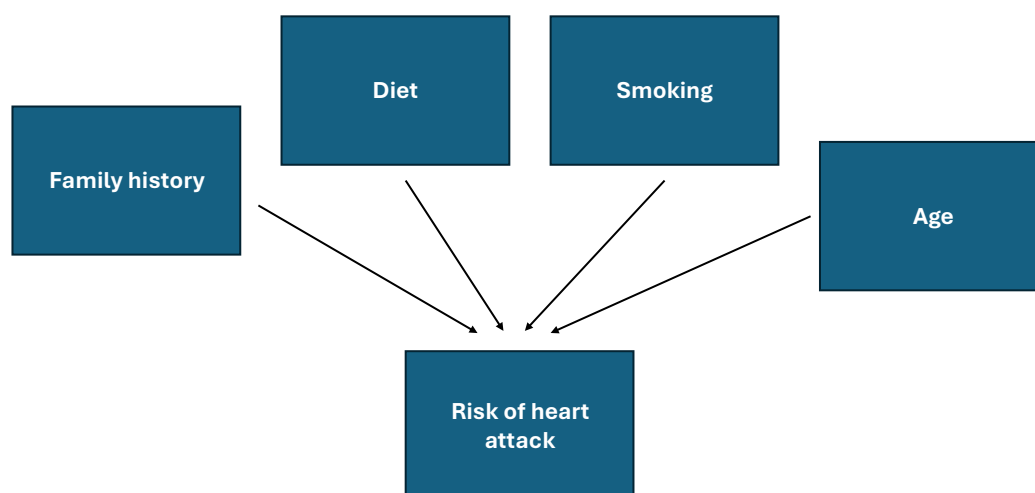 Diet
Smoking
Family history
Age
Risk of heart
attack